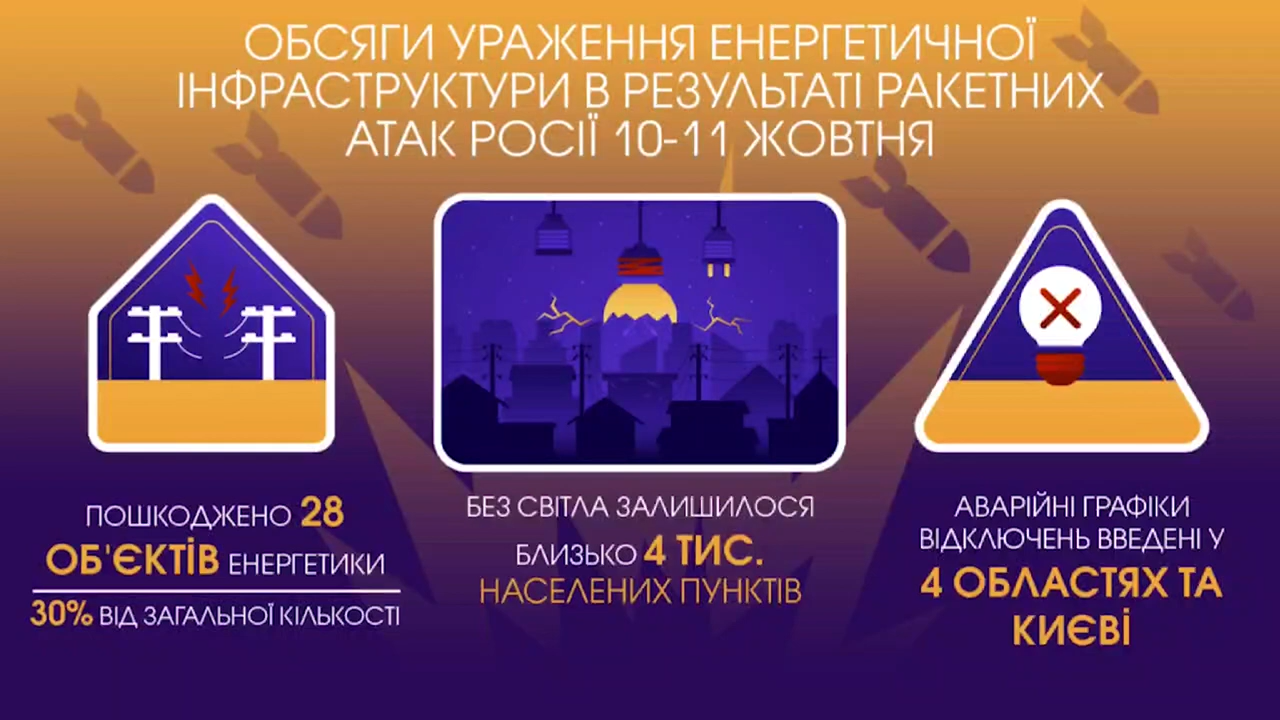 ОБСЯГИ УРАЖЕННЯ ЕНЕРГЕТИЧНОЇ
ІНФРАСТРУКТУРИ В РЕЗУЛЬТАТІ РАКЕТНИХ
АТАК РОСІЇ 10-11 ЖОВТНЯ
ПОШКОДЖЕНО 28
ОБ'ЄКТІВ ЕНЕРГЕТИКИ
30% ВІД ЗАГАЛЬНОЇ КІЛЬКОСТІ
БЕЗ СВІТЛА ЗАЛИШИЛОСЯ
БЛИЗЬКО 4 ТИС.
НАСЕЛЕНИХ ПУНКТІВ
АВАРІЙНІ ГРАФІКИ
ВІДКЛЮЧЕНЬ ВВЕДЕНІ У
4 ОБЛАСТЯХ ТА
КИЄВІ